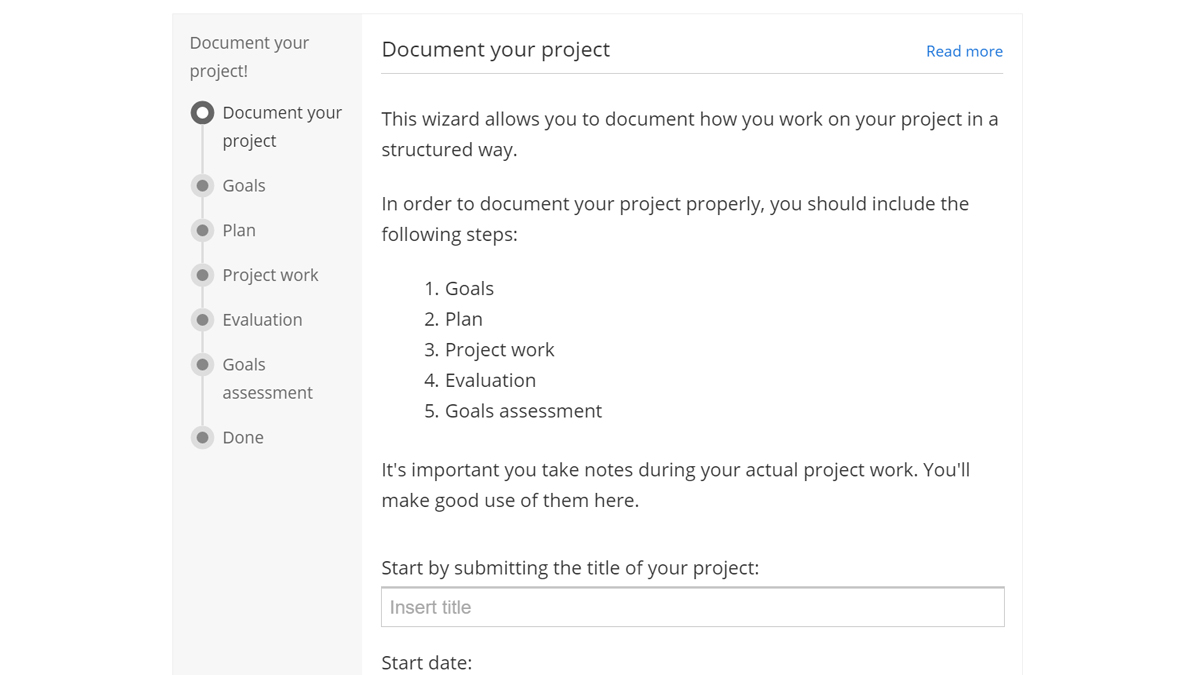 Document your
project!
Document your
project
Goals
Plan
Project work
Evaluation
Goals
assessment
Done
Document your project
Read more
This wizard allows you to document how you work on your project in a
structured way.
In order to document your project properly, you should include the
following steps:
1. Goals
2. Plan
3. Project work
4. Evaluation
5. Goals assessment
It's important you take notes during your actual project work. You'll
make good use of them here.
Start by submitting the title of your project:
Insert title
Start date: